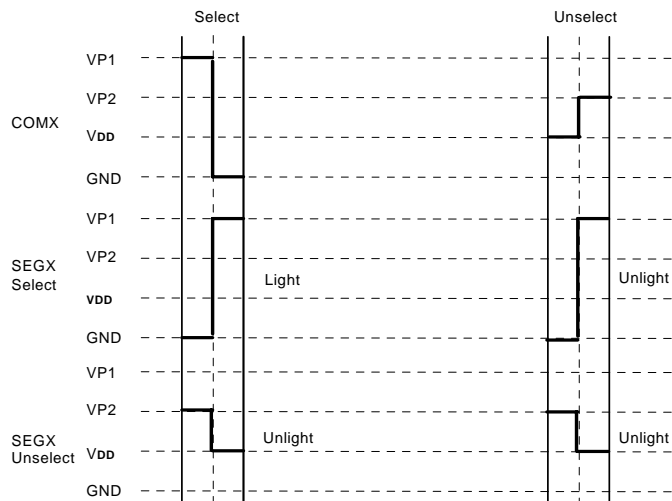 Select Unselect
VP1
VP2
COMX
VDD
GND
VP1
SEGX
Select
VP2
Light
Unlight
VDD
GND
VP1
VP2
SEGX
Unselect
Unlight
Unlight
VDD
GND